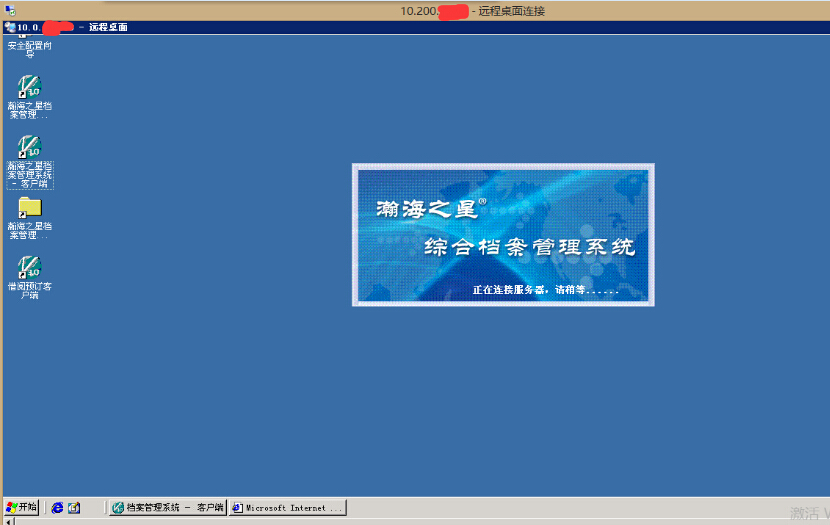 10.200. - 远程桌面连接
10.0. - 远程桌面
安全配置向
导
瀚海之星档
案管理...
瀚海之星档
案管理系统
- 客户端
瀚海之星档
案管理...
借阅预订客
户端
瀚海之星®
综合档案管理系统
正在连接服务器，请稍等......
开始
档案管理系统 - 客户端
Microsoft Internet ...
激活